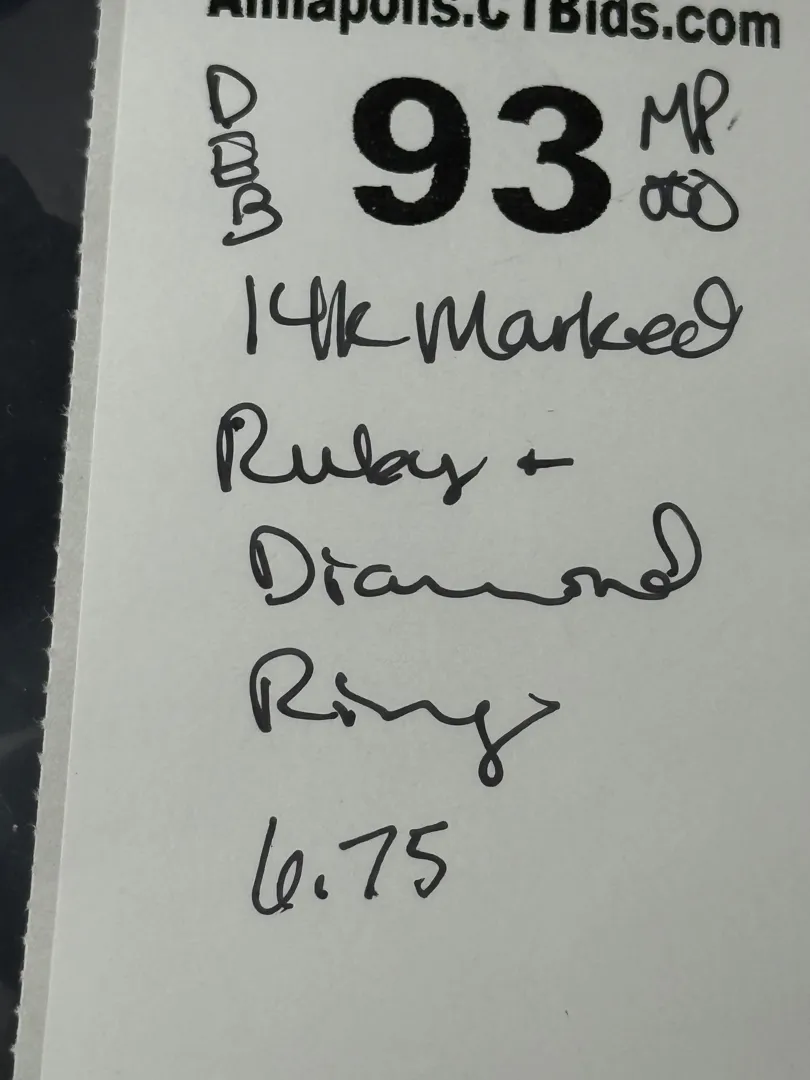 Annapolis.CTBids.com
D 93 MP
B
14k Marked
Ruby +
Diamond
Ring
6.75